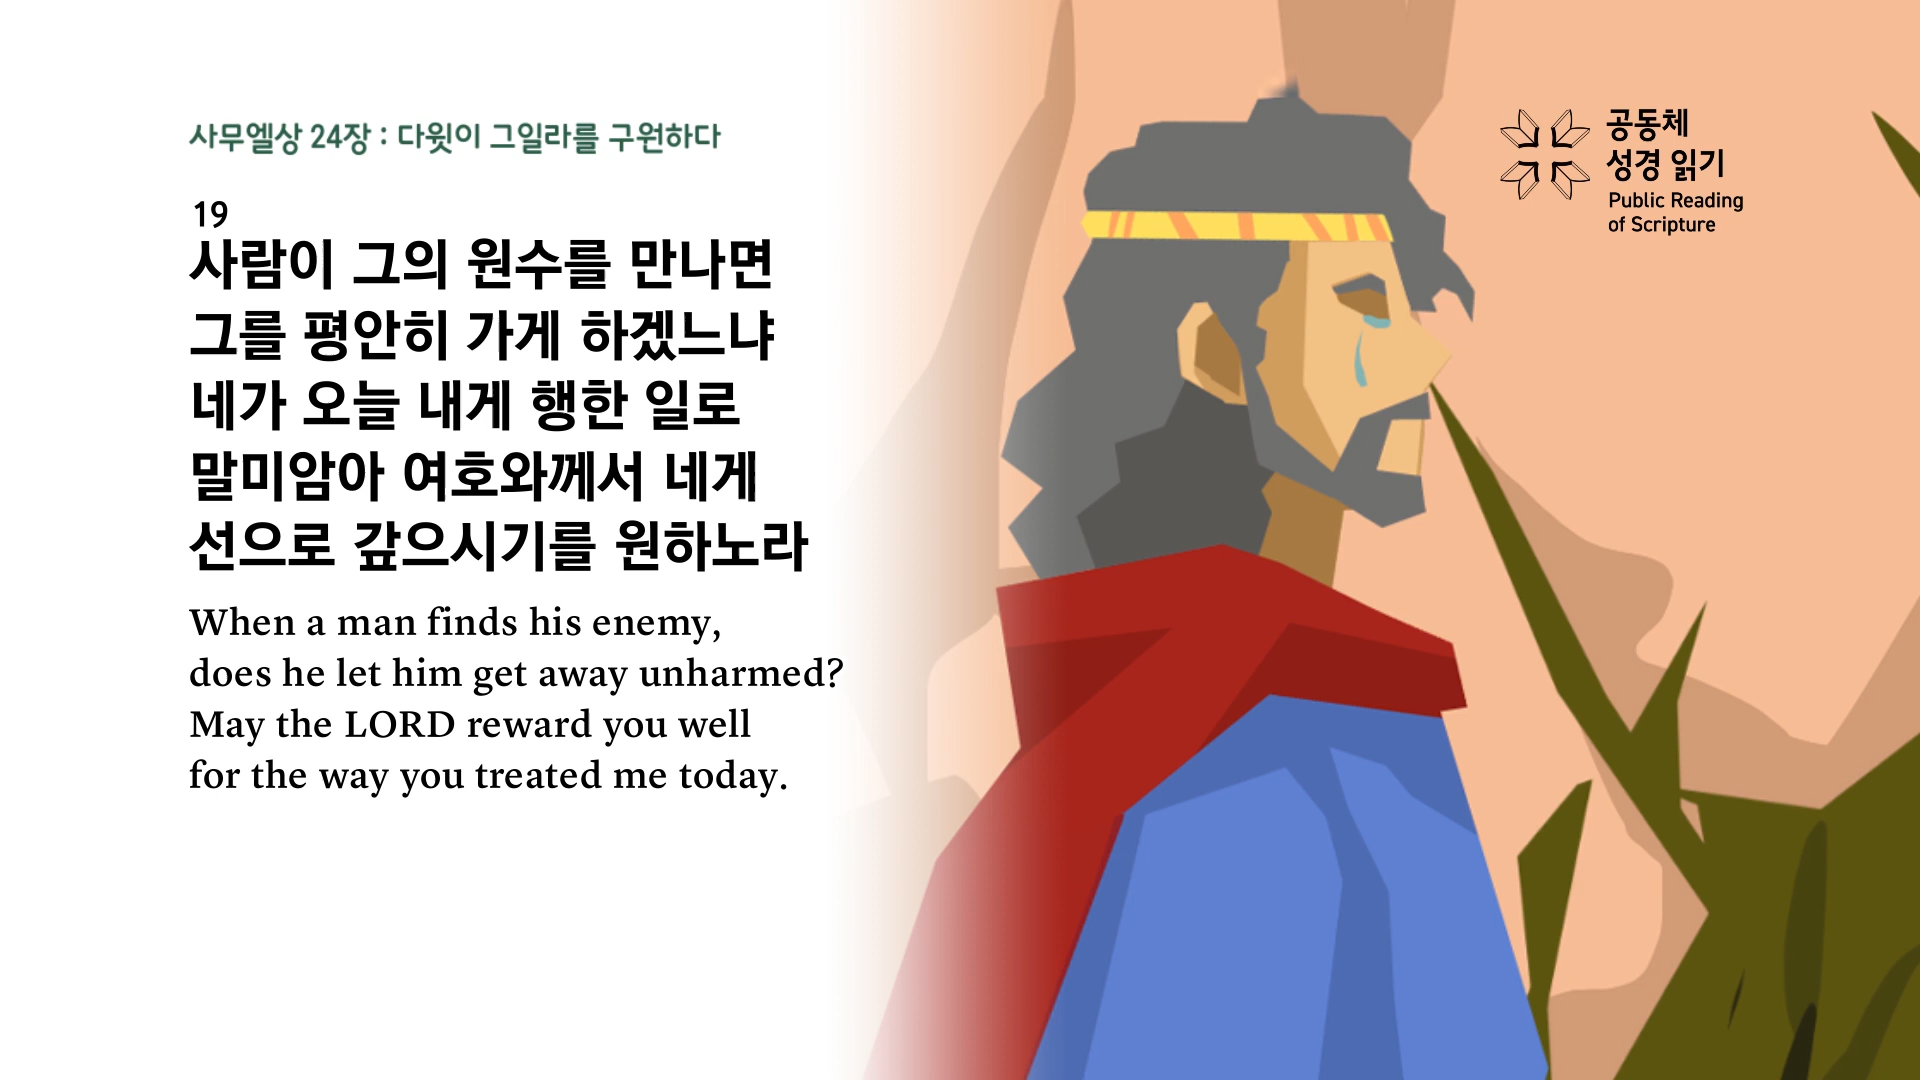 사무엘상 24장 : 다윗이 그일라를 구원하다
19
사람이 그의 원수를 만나면
그를 평안히 가게 하겠느냐
네가 오늘 내게 행한 일로
말미암아 여호와께서 네게
선으로 갚으시기를 원하노라
When a man finds his enemy,
does he let him get away unharmed?
May the LORD reward you well
for the way you treated me today.
공동체
성경 읽기
Public Reading
of Scripture